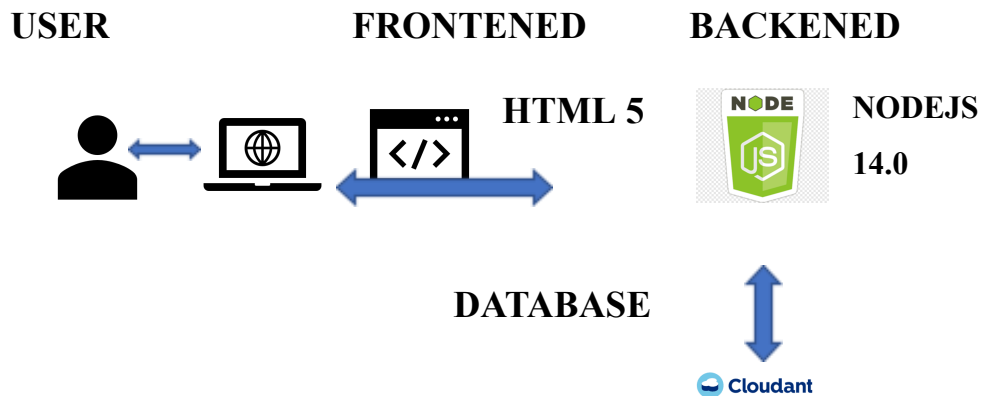 USER FRONTENED BACKENED
HTML 5
NODE
JS
NODEJS
14.0
</>
DATABASE
Cloudant